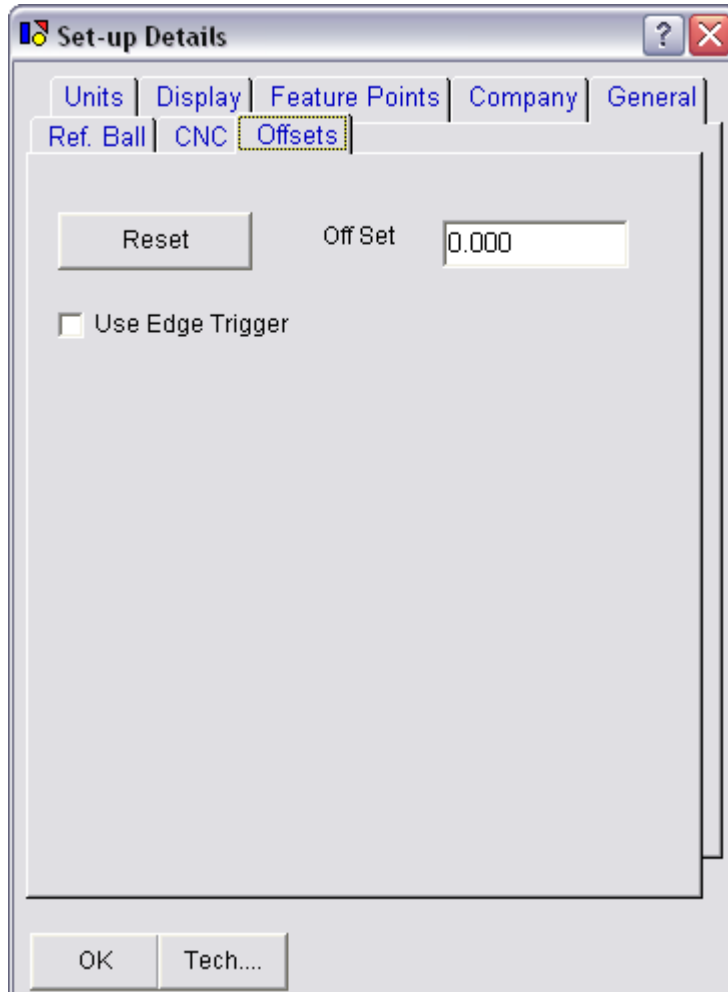 Set-up Details
?
Units Display Feature Points Company General
Ref. Ball CNC Offsets
Reset Off Set 0.000
Use Edge Trigger
OK Tech....